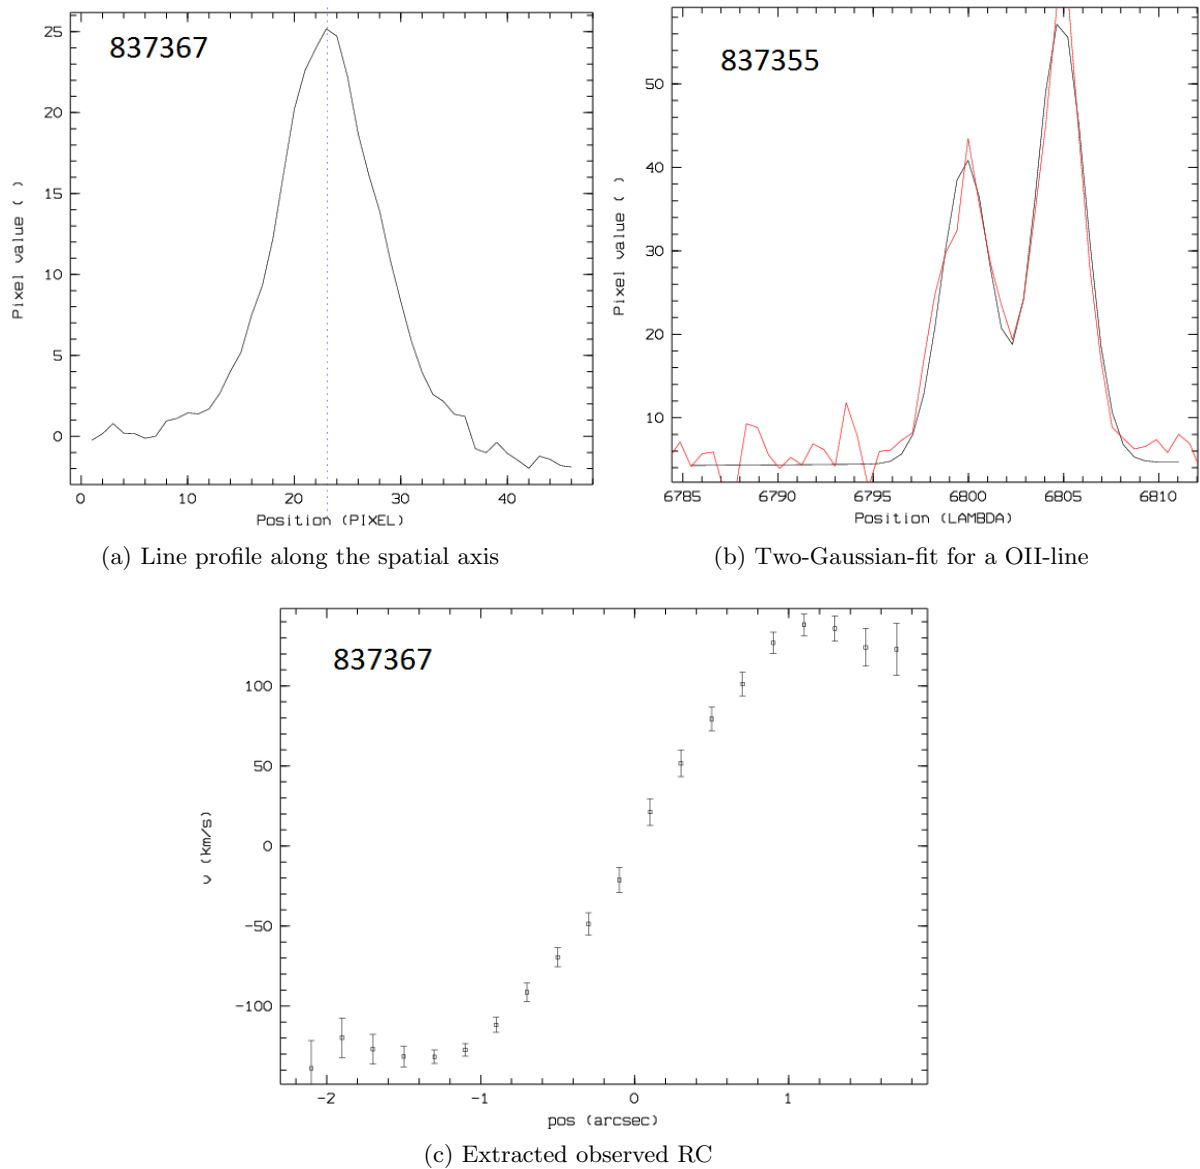 837367
25
20
15
10
5
0
Pixel value ( )
0 10 20 30 40
Position (PIXEL)
(a) Line profile along the spatial axis
837355
50
40
30
20
10
Pixel value ( )
6785 6790 6795 6800 6805 6810
Position (LAMBDA)
(b) Two-Gaussian-fit for a OII-line
837367
100
50
0
-50
-100
v (km/s)
-2 -1 0 1
pos (arcsec)
(c) Extracted observed RC